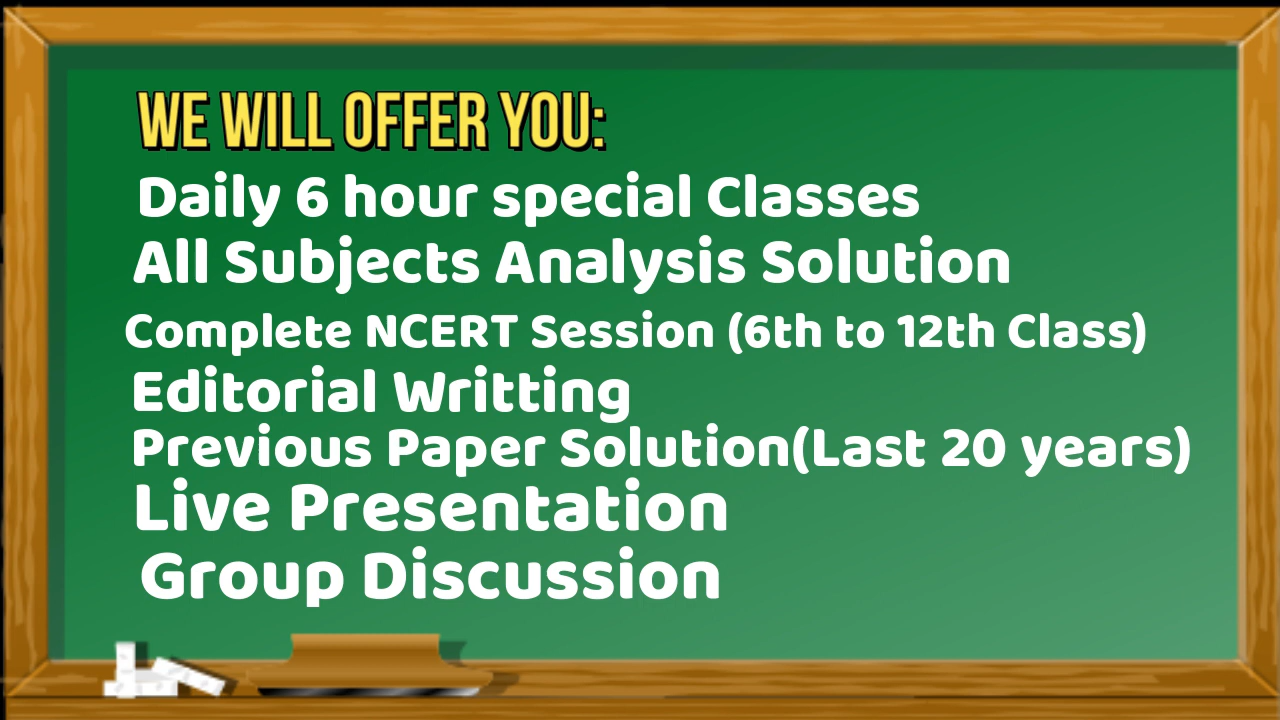 WE WILL OFFER YOU:
Daily 6 hour special Classes
All Subjects Analysis Solution
Complete NCERT Session (6th to 12th Class)
Editorial Writting
Previous Paper Solution(Last 20 years)
Live Presentation
Group Discussion